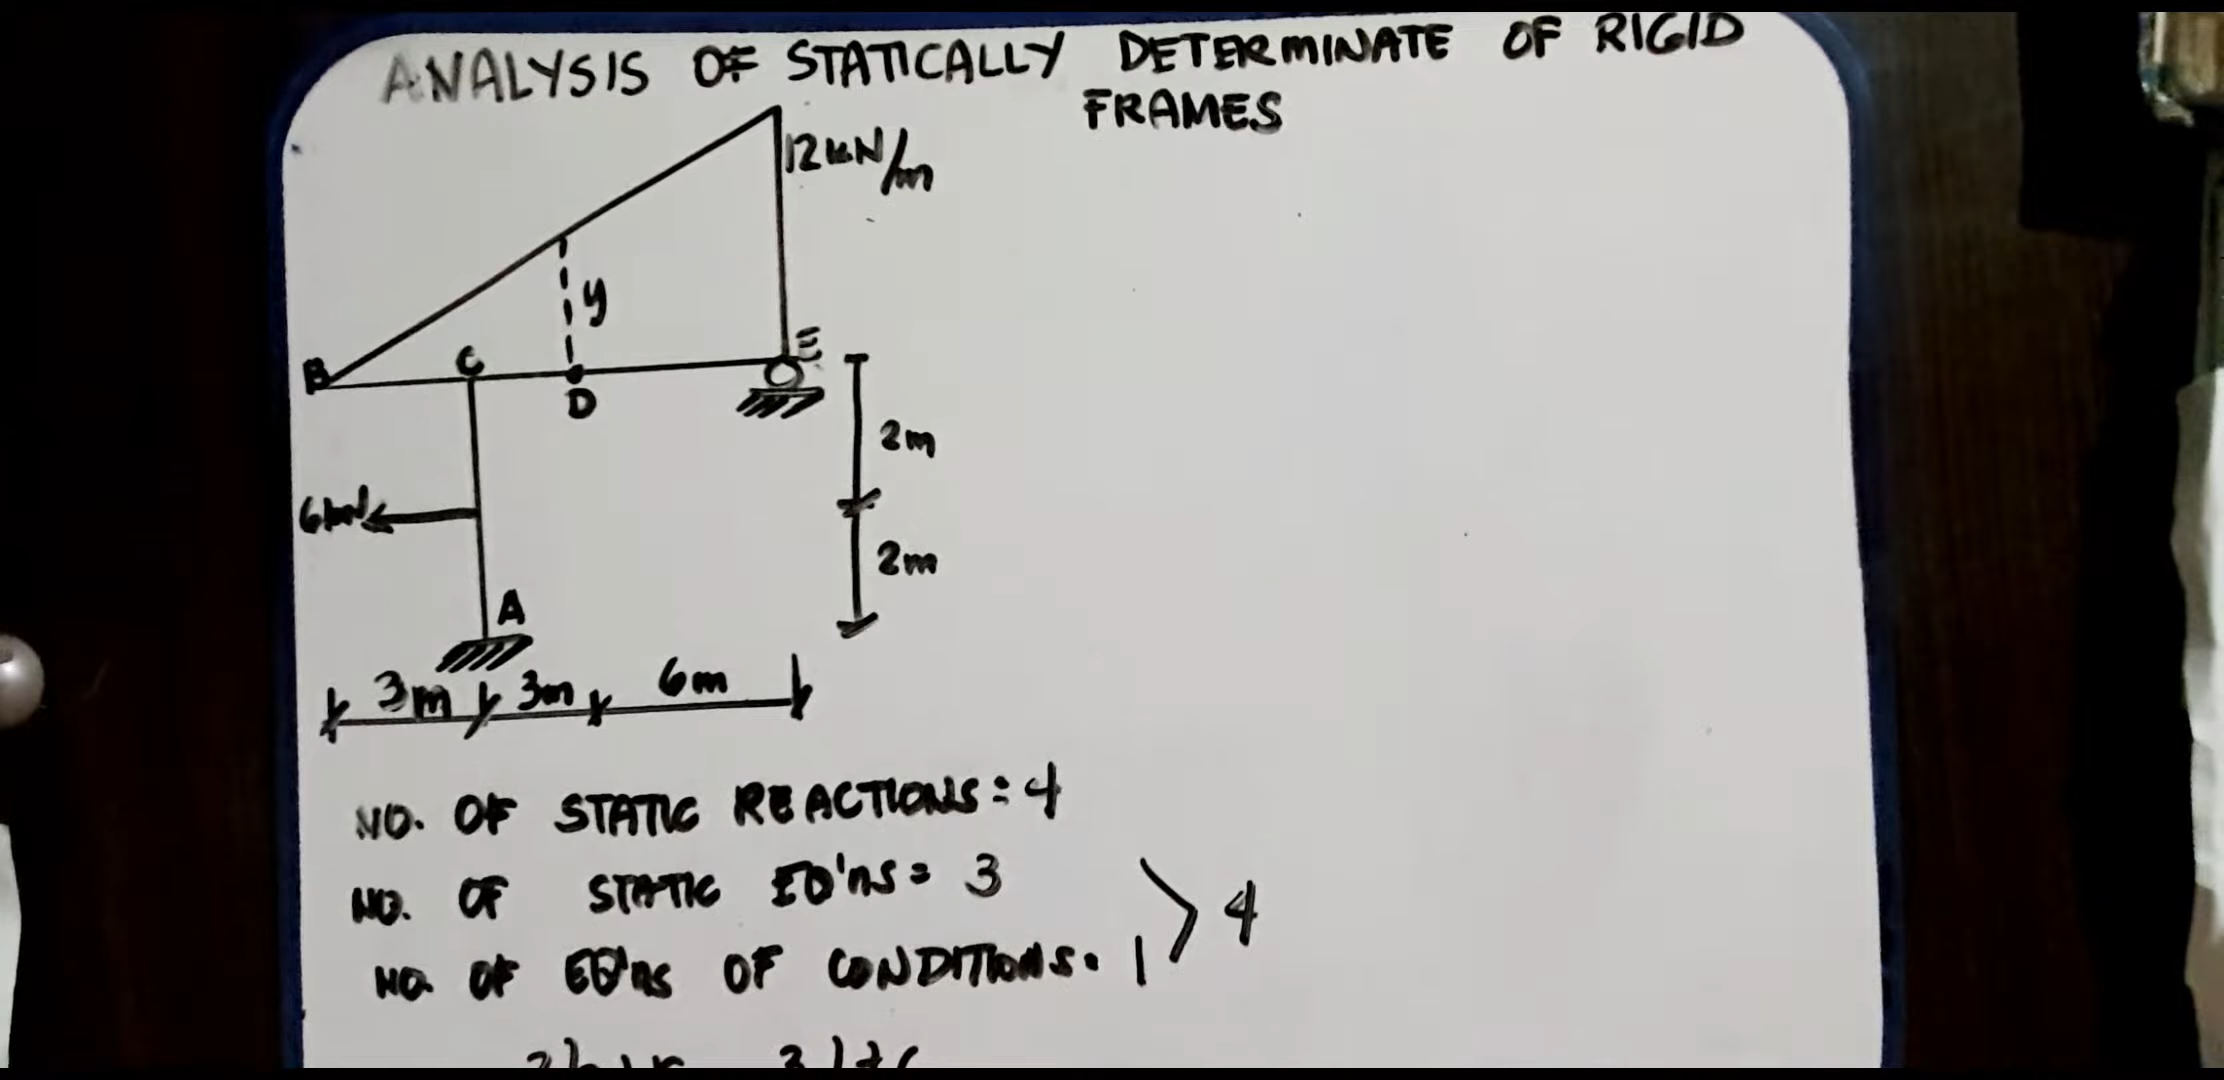 ANALYSIS OF STATICALLY DETERMINATE OF RIGID
FRAMES
12kN/m
y
B
C
E
D
2m
6kN
2m
A
3m 3m 6m
NO. OF STATIC REACTIONS = 4
NO. OF STATIC EQ'ns = 3
> 4
NO. OF EQ'ns OF CONDITIONS = 1